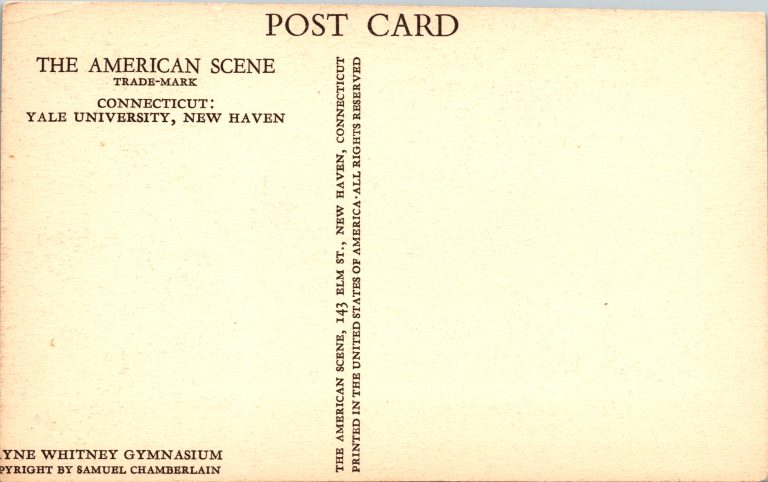 POST CARD
THE AMERICAN SCENE
TRADE-MARK
CONNECTICUT:
YALE UNIVERSITY, NEW HAVEN
THE AMERICAN SCENE, 143 ELM ST., NEW HAVEN, CONNECTICUT
PRINTED IN THE UNITED STATES OF AMERICA·ALL RIGHTS RESERVED
YNE WHITNEY GYMNASIUM
PYRIGHT BY SAMUEL CHAMBERLAIN